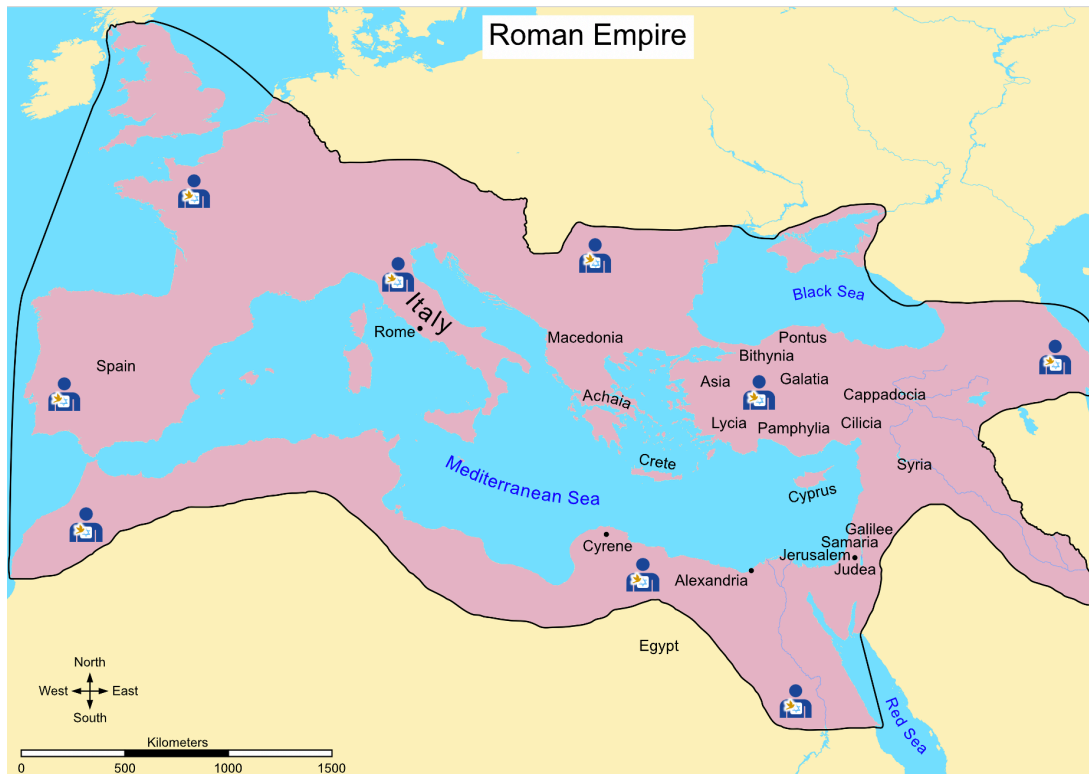 Roman Empire
Black Sea
Italy
Rome
Macedonia
Pontus
Bithynia
Spain
Asia
Galatia
Cappadocia
Achaia
Lycia
Pamphylia
Cilicia
Crete
Syria
Mediterranean Sea
Cyprus
Galilee
Samaria
Cyrene
Jerusalem
Judea
Alexandria
Egypt
North
West
East
South
Red Sea
Kilometers
0 500 1000 1500